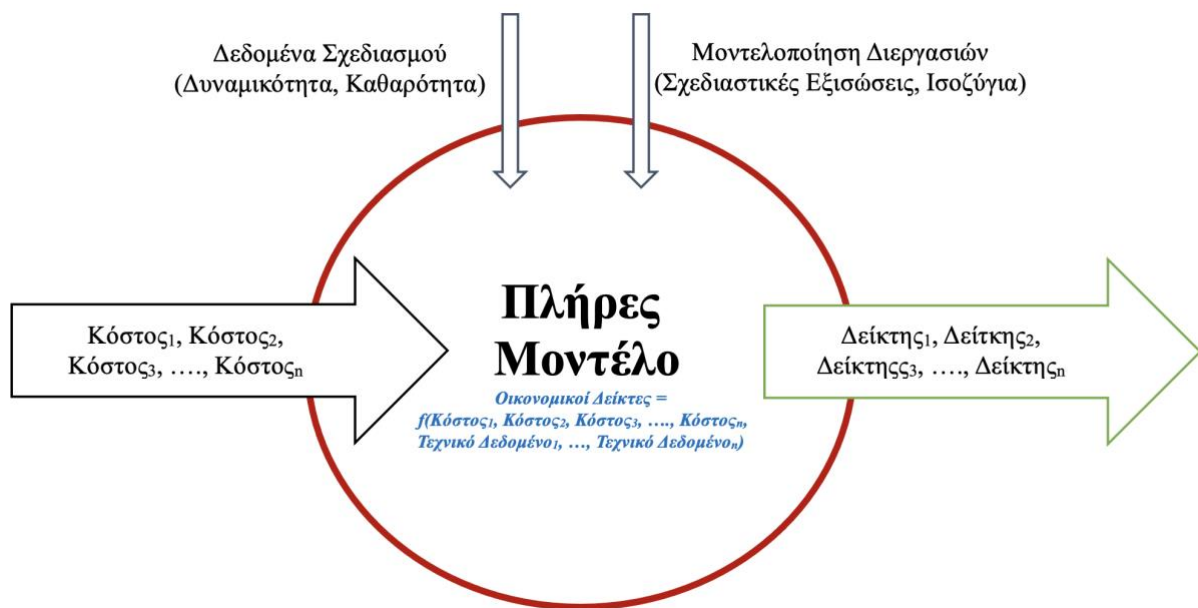 Δεδομένα Σχεδιασμού
(Δυναμικότητα, Καθαρότητα)
Μοντελοποίηση Διεργασιών
(Σχεδιαστικές Εξισώσεις, Ισοζύγια)
Κόστος₁, Κόστος₂,
Κόστος₃, …., Κόστοςₙ
Πλήρες
Μοντέλο
Οικονομικοί Δείκτες =
f(Κόστος₁, Κόστος₂, Κόστος₃, …., Κόστοςₙ,
Τεχνικό Δεδομένο₁, …, Τεχνικό Δεδομένοₙ)
Δείκτης₁, Δείτκης₂,
Δείκτηςς₃, …., Δείκτηςₙ